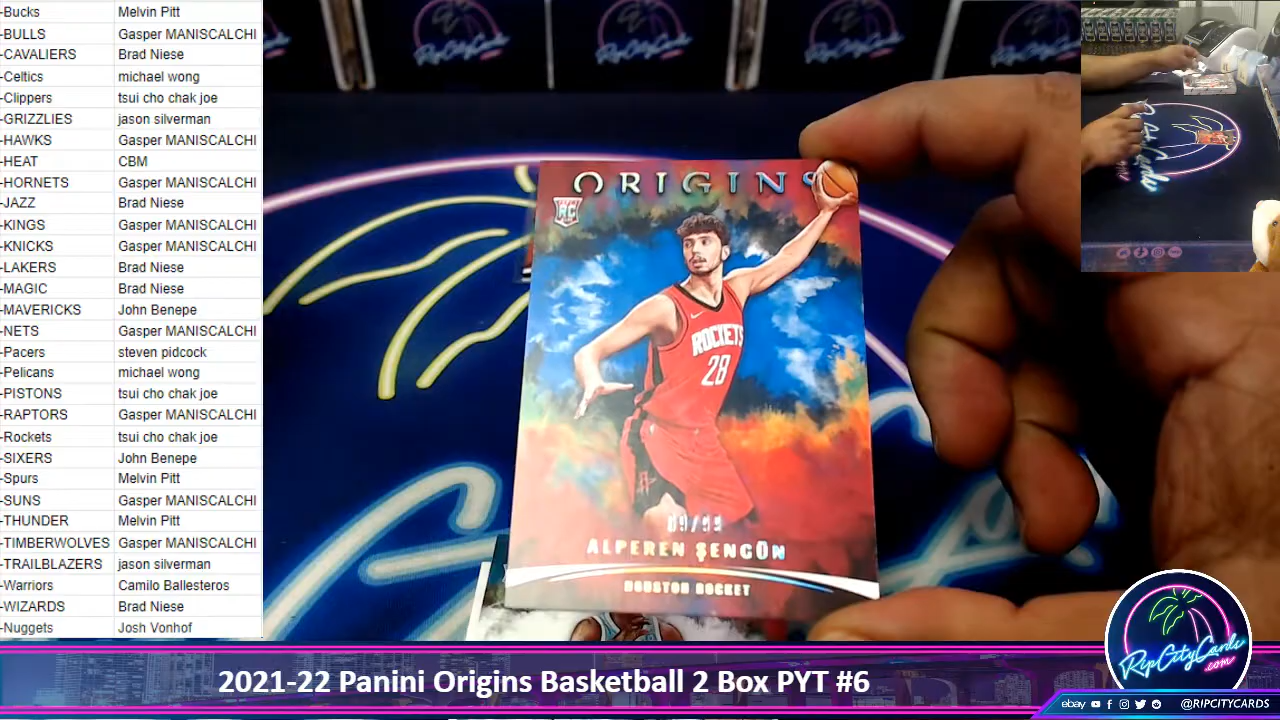 -Bucks Melvin Pitt
-BULLS Gasper MANISCALCHI
-CAVALIERS Brad Niese
-Celtics michael wong
-Clippers tsui cho chak joe
-GRIZZLIES jason silverman
-HAWKS Gasper MANISCALCHI
-HEAT CBM
-HORNETS Gasper MANISCALCHI
-JAZZ Brad Niese
-KINGS Gasper MANISCALCHI
-KNICKS Gasper MANISCALCHI
-LAKERS Brad Niese
-MAGIC Brad Niese
-MAVERICKS John Benepe
-NETS Gasper MANISCALCHI
-Pacers steven pidcock
-Pelicans michael wong
-PISTONS tsui cho chak joe
-RAPTORS Gasper MANISCALCHI
-Rockets tsui cho chak joe
-SIXERS John Benepe
-Spurs Melvin Pitt
-SUNS Gasper MANISCALCHI
-THUNDER Melvin Pitt
-TIMBERWOLVES Gasper MANISCALCHI
-TRAILBLAZERS jason silverman
-Warriors Camilo Ballesteros
-WIZARDS Brad Niese
-Nuggets Josh Vonhof
ORIGINS
RC
ROCKETS
28
ALPEREN ŞENGÜN
HOUSTON ROCKET
2021-22 Panini Origins Basketball 2 Box PYT #6
RipCityCards
.com
ebay
@RIPCITYCARDS